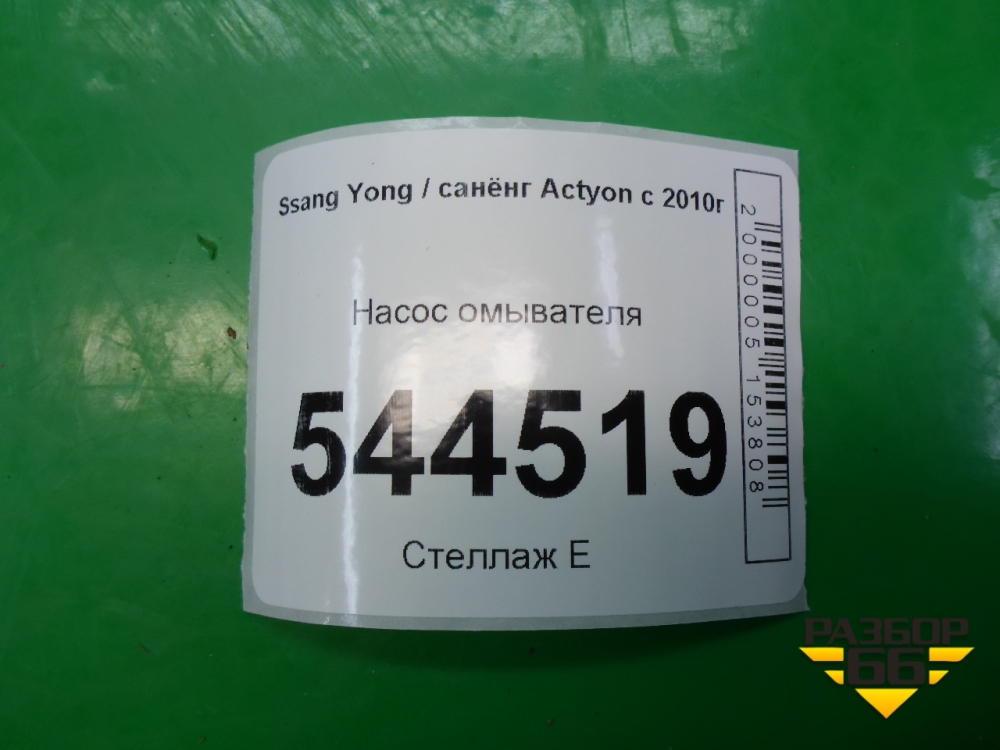 Ssang Yong / санёнг Actyon с 2010г
Насос омывателя
544519
Стеллаж Е
2000005153808
РАЗБОР
66